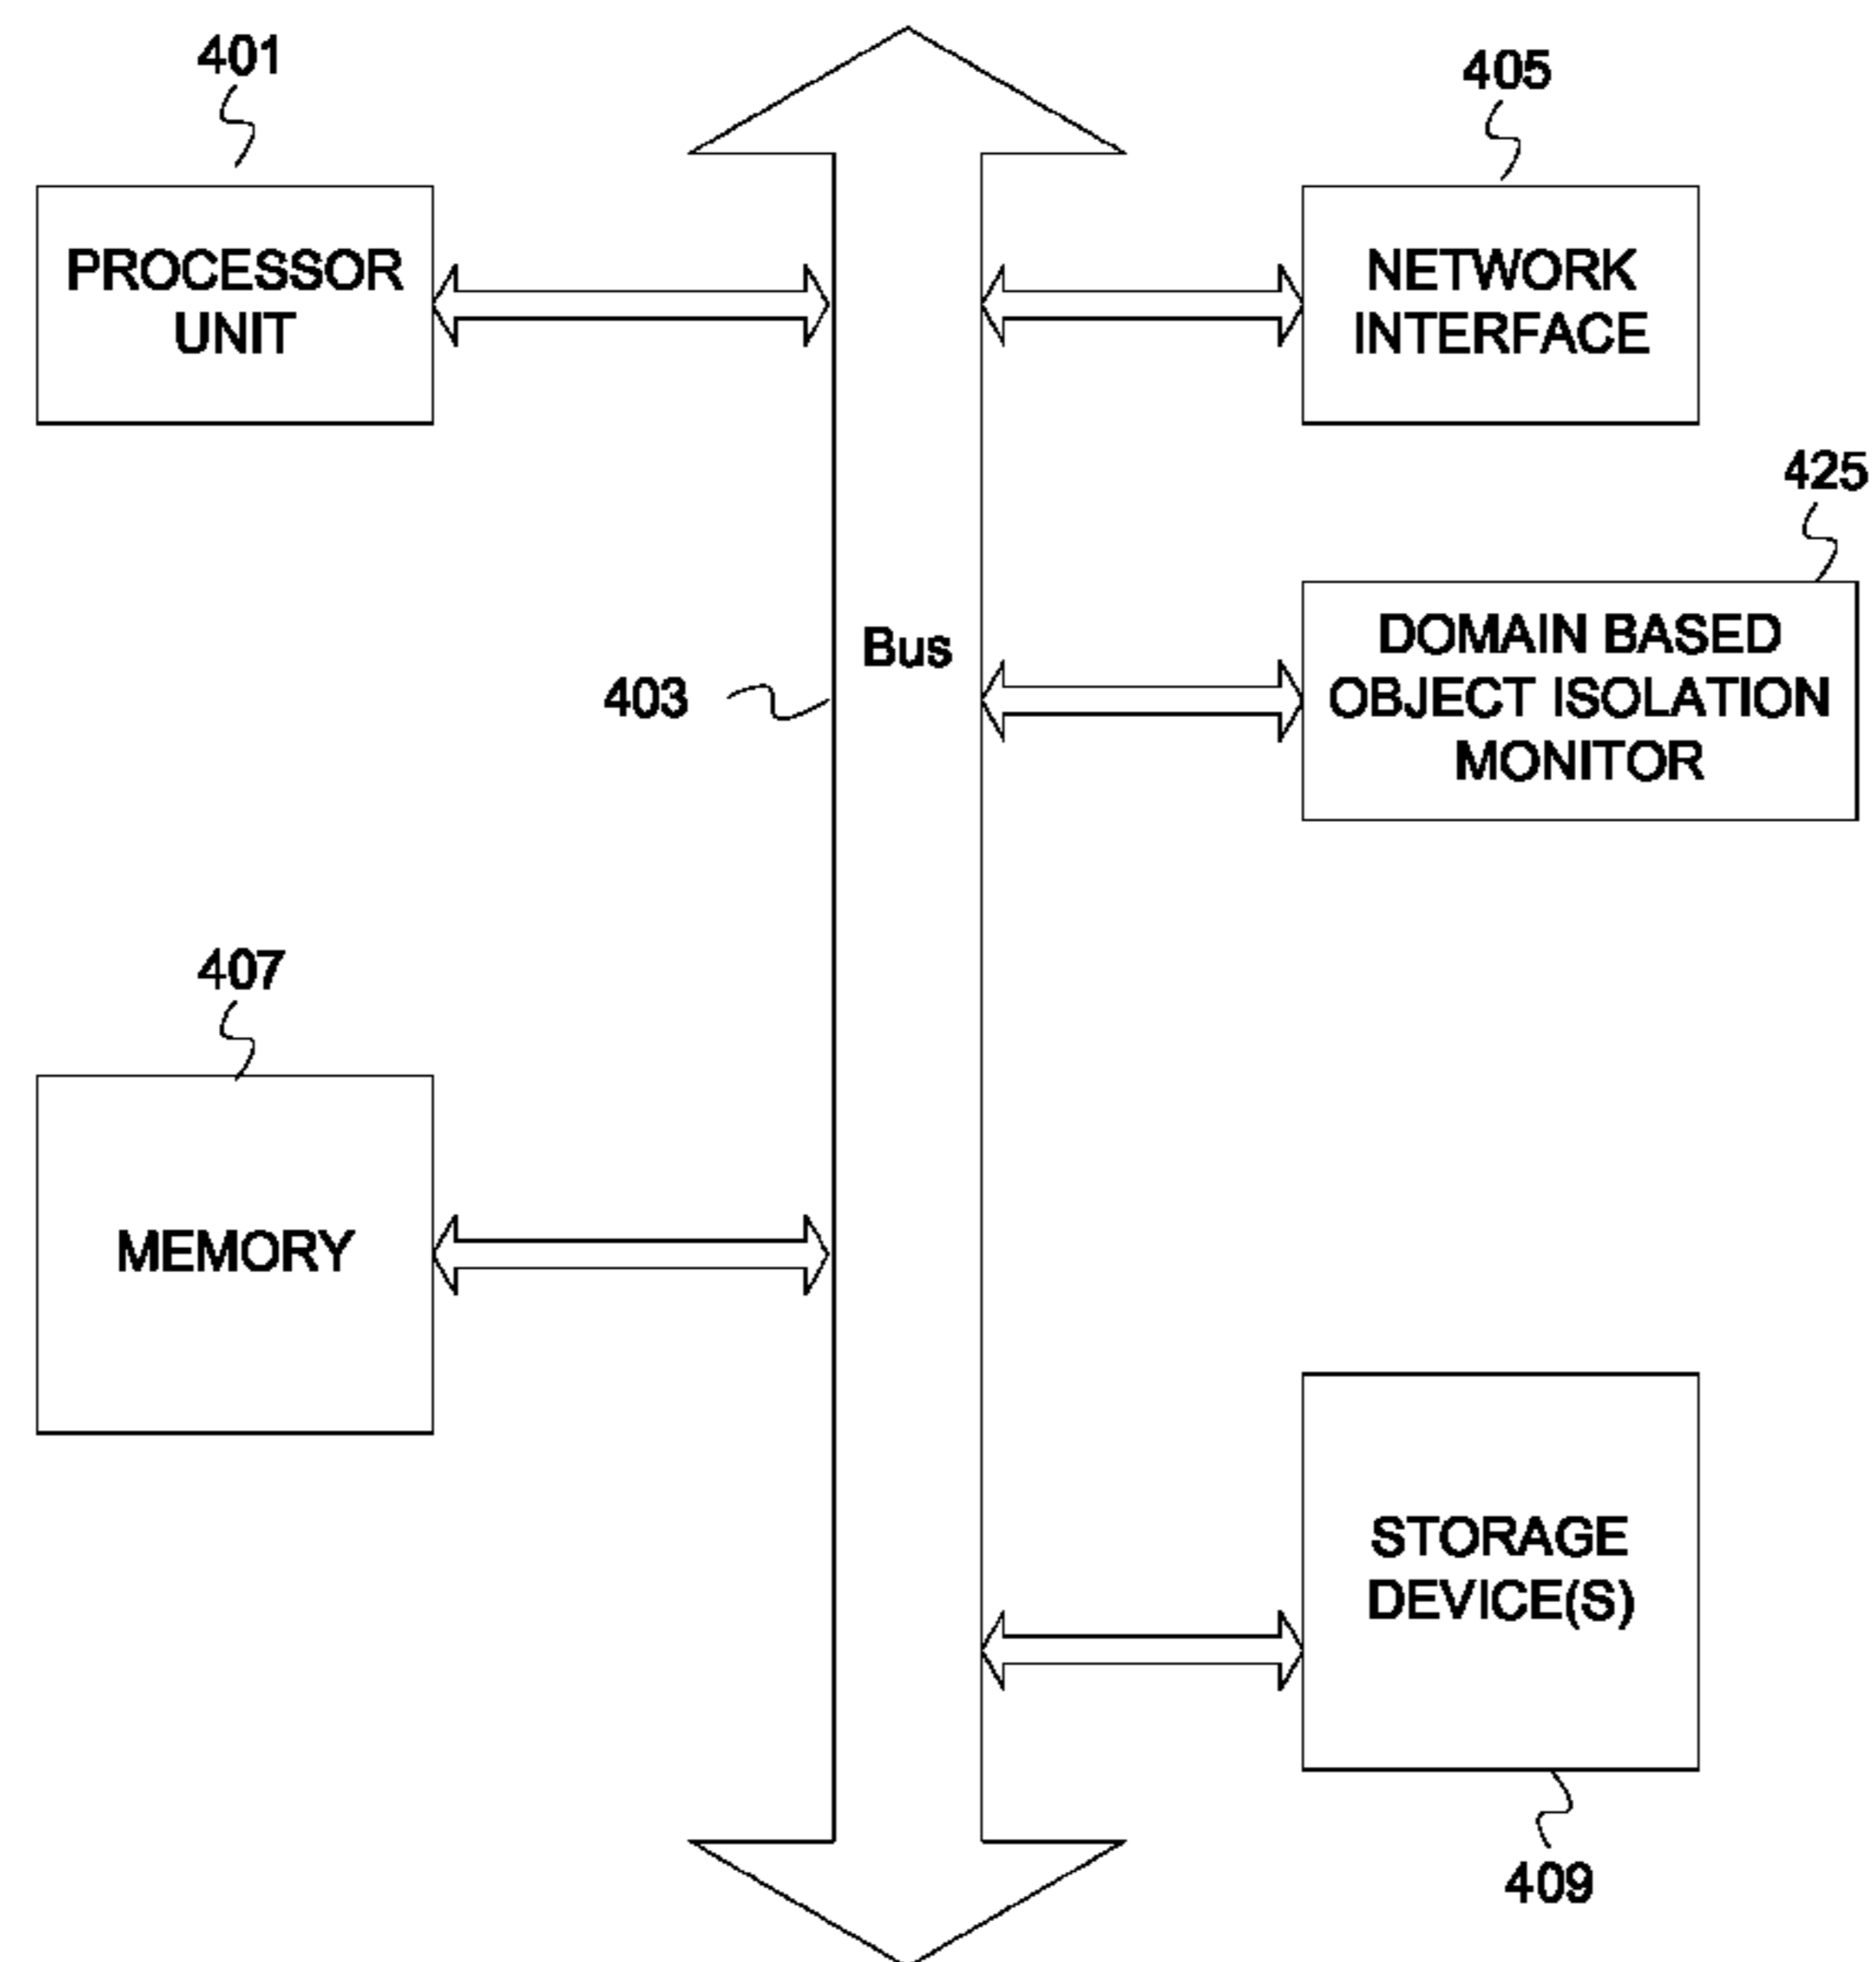 401
405
PROCESSOR
UNIT
NETWORK
INTERFACE
425
Bus
403
DOMAIN BASED
OBJECT ISOLATION
MONITOR
407
MEMORY
STORAGE
DEVICE(S)
409